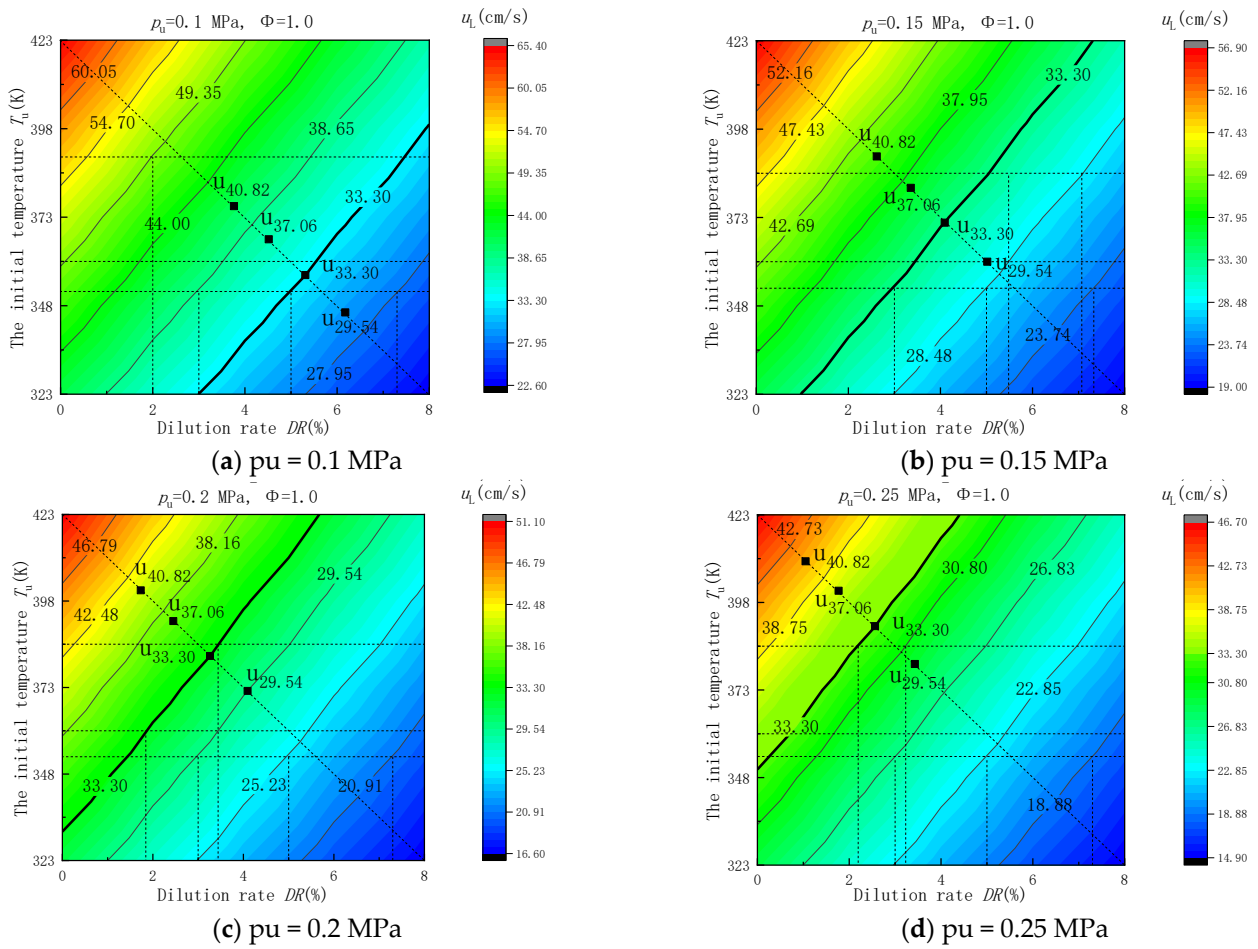 pu=0.1 MPa, Φ=1.0
uL(cm/s)
The initial temperature Tu(K)
423
398
373
348
323
0
2
4
6
8
Dilution rate DR(%)
60.05
54.70
49.35
44.00
38.65
33.30
27.95
u40.82
u37.06
u33.30
u29.54
65.40
60.05
54.70
49.35
44.00
38.65
33.30
27.95
22.60
(a) pu = 0.1 MPa
pu=0.15 MPa, Φ=1.0
uL(cm/s)
The initial temperature Tu(K)
423
398
373
348
323
0
2
4
6
8
Dilution rate DR(%)
52.16
47.43
42.69
37.95
33.30
28.48
23.74
u40.82
u37.06
u33.30
u29.54
56.90
52.16
47.43
42.69
37.95
33.30
28.48
23.74
19.00
(b) pu = 0.15 MPa
pu=0.2 MPa, Φ=1.0
uL(cm/s)
The initial temperature Tu(K)
423
398
373
348
323
0
2
4
6
8
Dilution rate DR(%)
46.79
42.48
38.16
33.30
29.54
25.23
20.91
u40.82
u37.06
u33.30
u29.54
51.10
46.79
42.48
38.16
33.30
29.54
25.23
20.91
16.60
(c) pu = 0.2 MPa
pu=0.25 MPa, Φ=1.0
uL(cm/s)
The initial temperature Tu(K)
423
398
373
348
323
0
2
4
6
8
Dilution rate DR(%)
42.73
38.75
33.30
30.80
26.83
22.85
18.88
u40.82
u37.06
u33.30
u29.54
46.70
42.73
38.75
33.30
30.80
26.83
22.85
18.88
14.90
(d) pu = 0.25 MPa